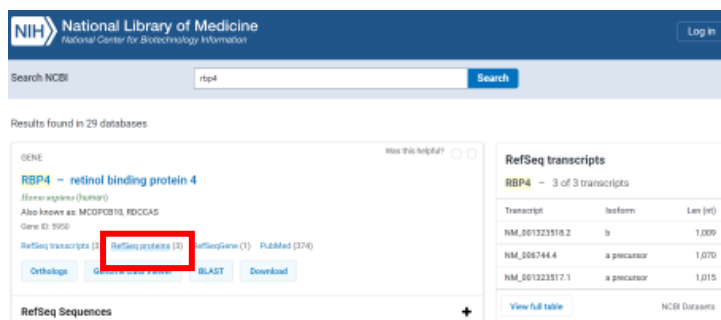 NIH National Library of Medicine
National Center for Biotechnology Information
Log in
Search NCBI
rbp4
Search
Results found in 29 databases
GENE
Was this helpful?
RBP4 – retinol binding protein 4
Homo sapiens (human)
Also known as: MCOPCB10, RDCCAS
Gene ID: 5950
RefSeq transcripts (3 RefSeq proteins (3) RefSeqGene (1) PubMed (374)
Orthologs Genome Data Viewer BLAST Download
RefSeq Sequences +
RefSeq transcripts
RBP4 – 3 of 3 transcripts
Transcript Isoform Len (nt)
NM_001323518.2 b 1,009
NM_006744.4 a precursor 1,070
NM_001323517.1 a precursor 1,015
View full table NCBI Datasets